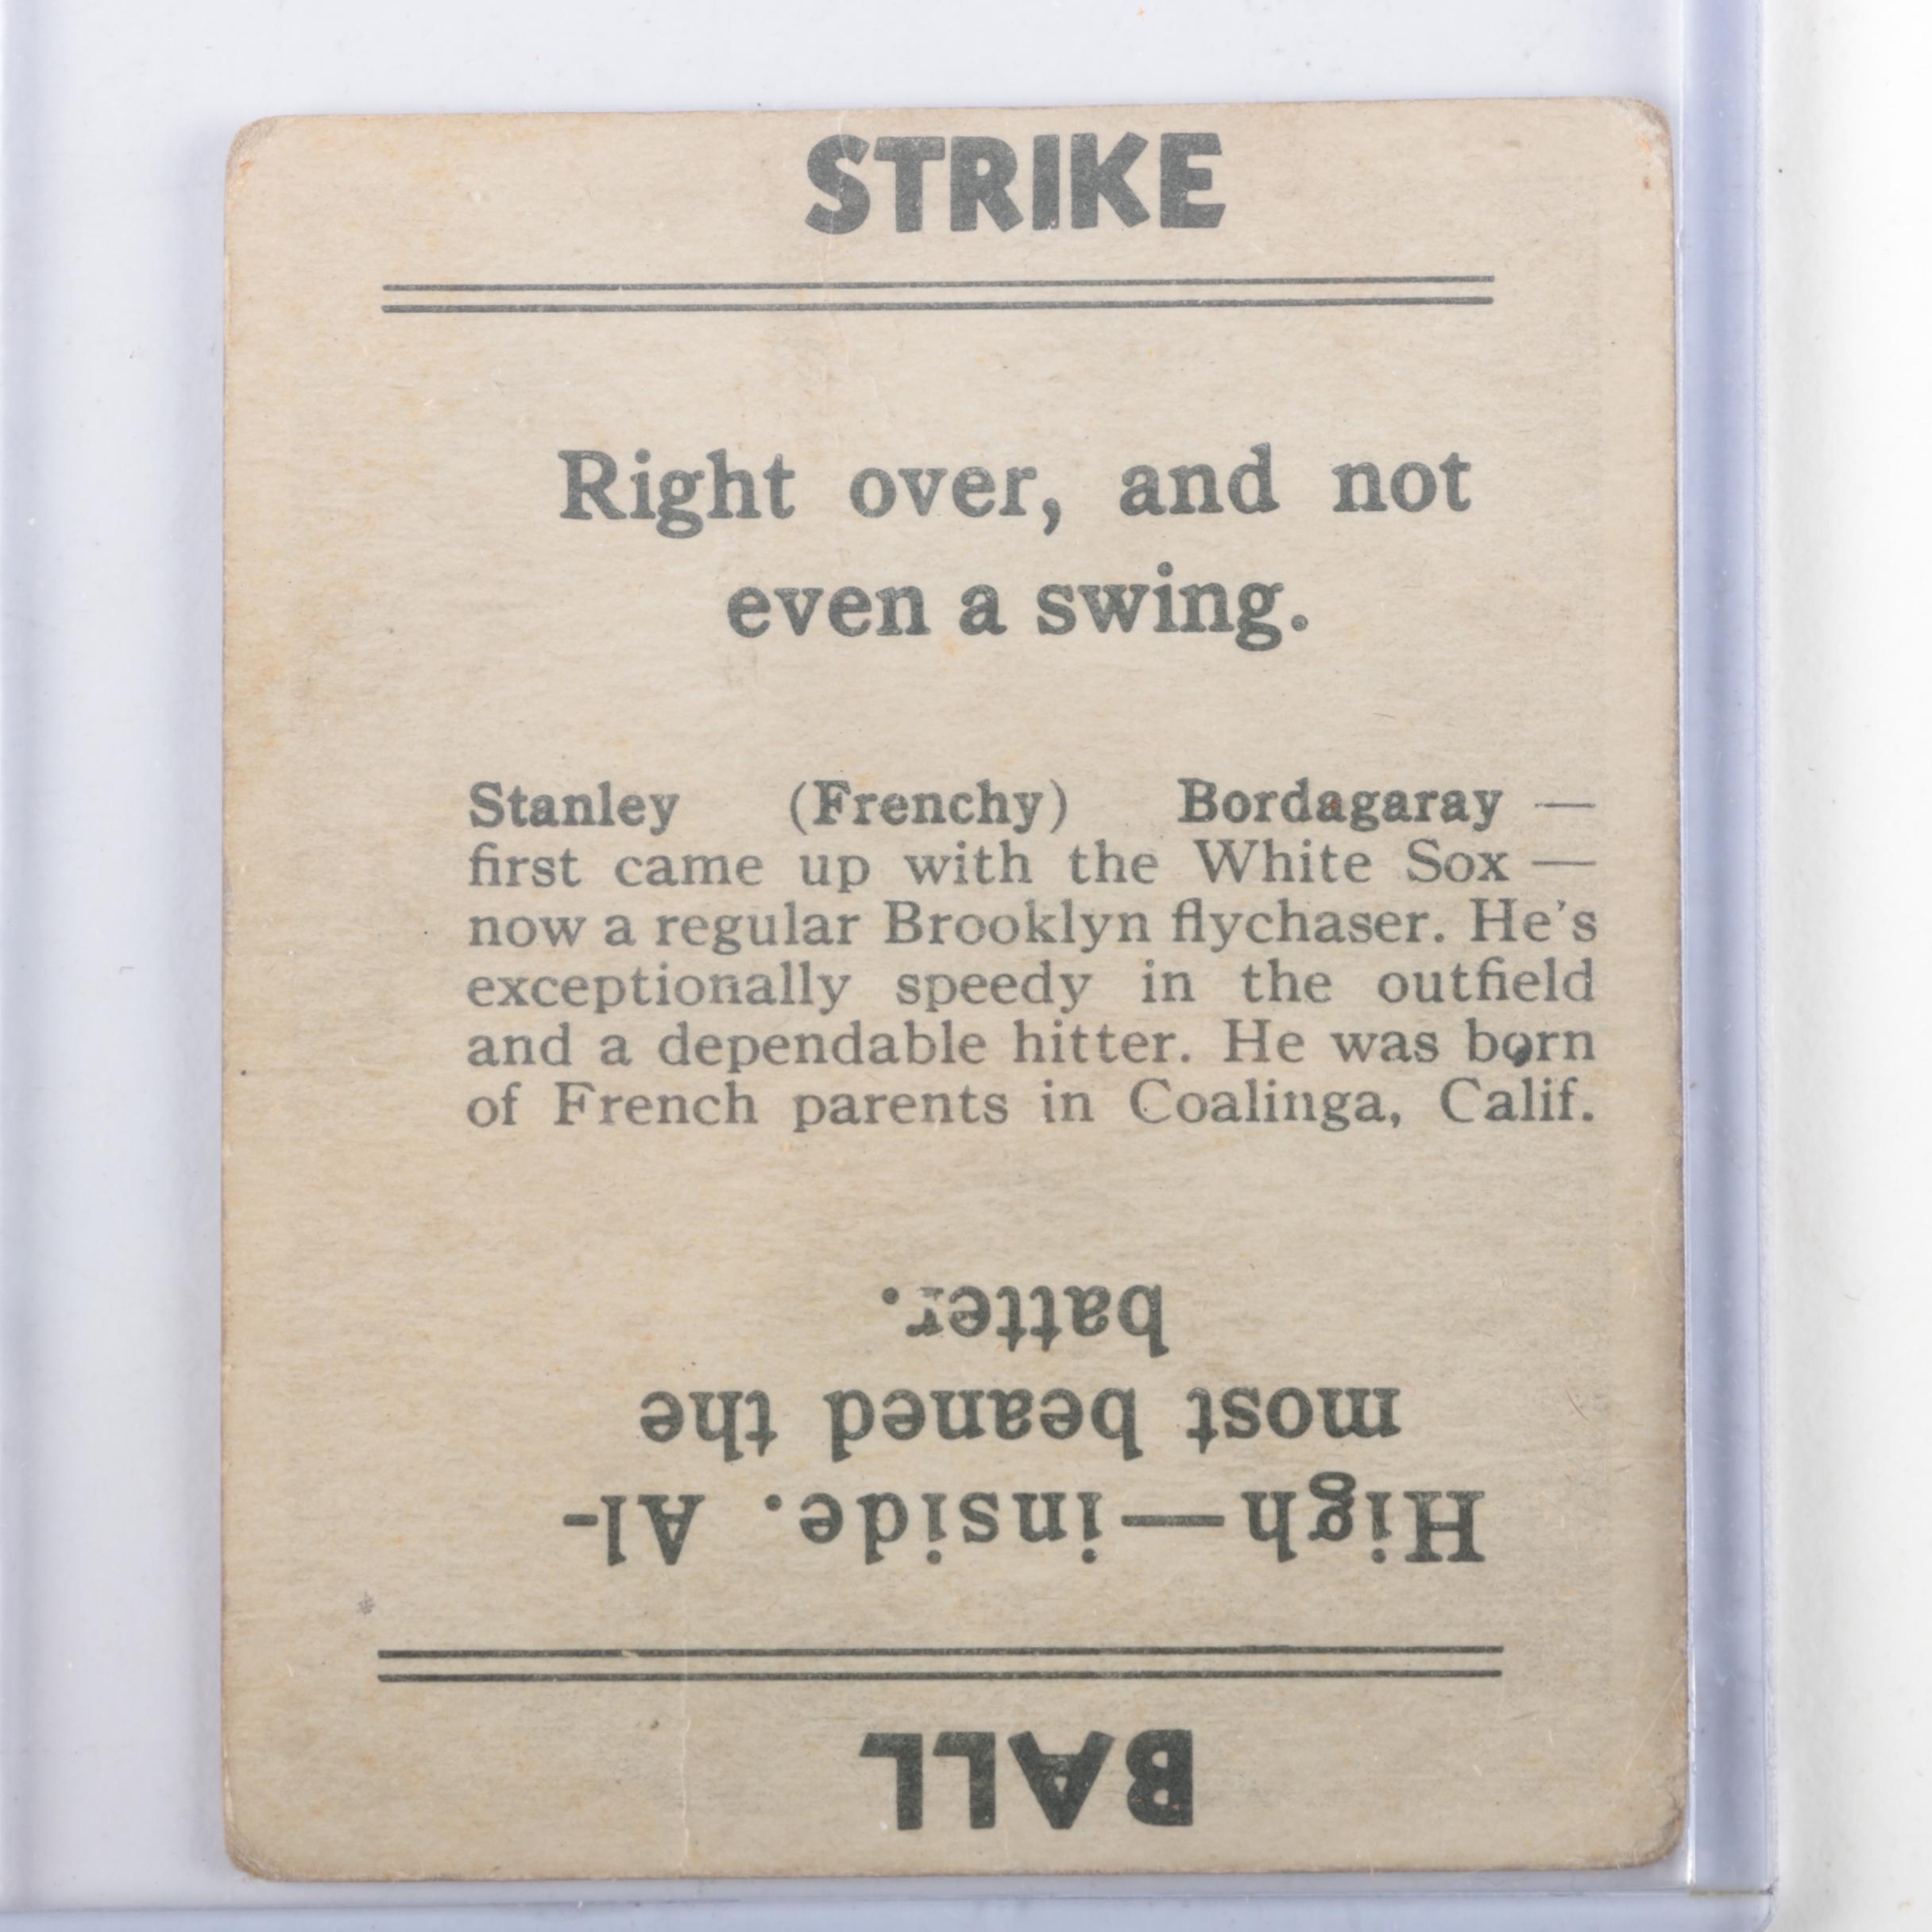 STRIKE
Right over, and not
even a swing.
Stanley (Frenchy) Bordagaray —
first came up with the White Sox —
now a regular Brooklyn flychaser. He's
exceptionally speedy in the outfield
and a dependable hitter. He was born
of French parents in Coalinga, Calif.
BALL
High—inside. Al-
most beaned the
batter.